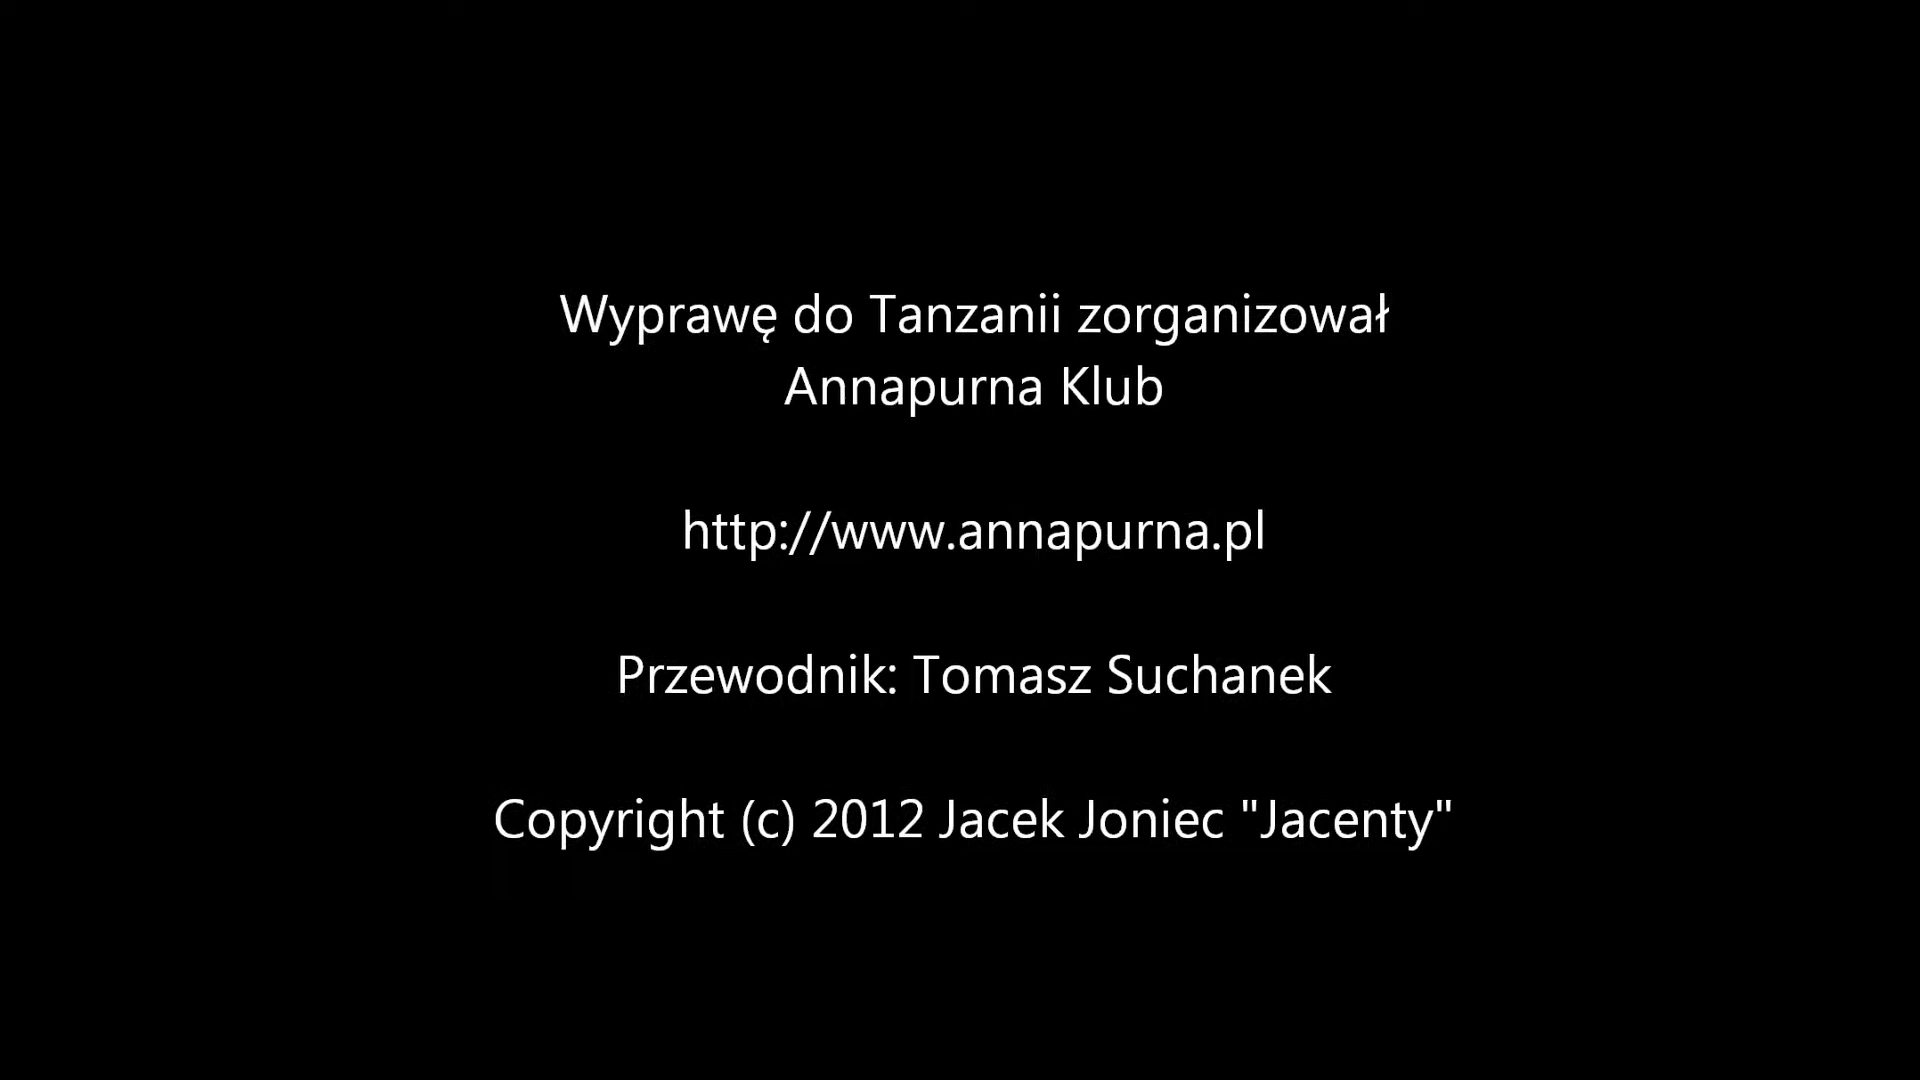 Wyprawę do Tanzanii zorganizował
Annapurna Klub
http://www.annapurna.pl
Przewodnik: Tomasz Suchanek
Copyright (c) 2012 Jacek Joniec "Jacenty"